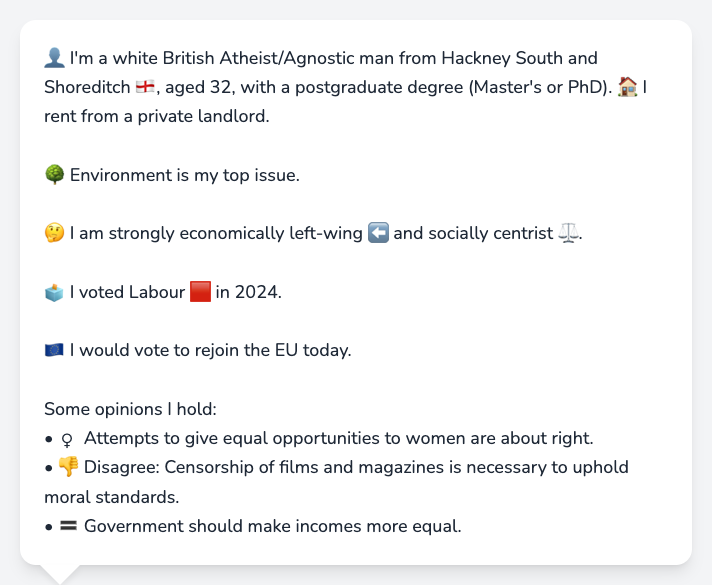 👤 I'm a white British Atheist/Agnostic man from Hackney South and
Shoreditch 🏴󠁧󠁢󠁥󠁮󠁧󠁿, aged 32, with a postgraduate degree (Master's or PhD). 🏠 I
rent from a private landlord.
🌳 Environment is my top issue.
🤔 I am strongly economically left-wing ⬅️ and socially centrist ⚖️.
🗳️ I voted Labour 🟥 in 2024.
🇪🇺 I would vote to rejoin the EU today.
Some opinions I hold:
• ♀ Attempts to give equal opportunities to women are about right.
• 👎 Disagree: Censorship of films and magazines is necessary to uphold
moral standards.
• 🟰 Government should make incomes more equal.